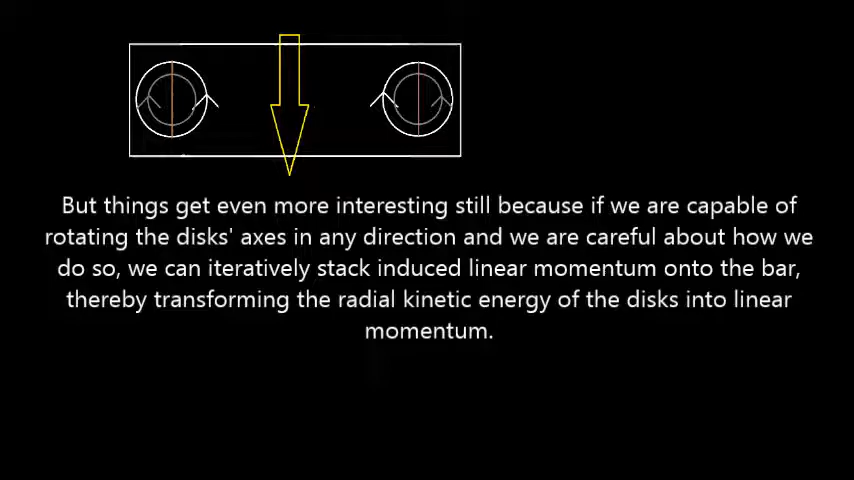 But things get even more interesting still because if we are capable of
rotating the disks' axes in any direction and we are careful about how we
do so, we can iteratively stack induced linear momentum onto the bar,
thereby transforming the radial kinetic energy of the disks into linear
momentum.